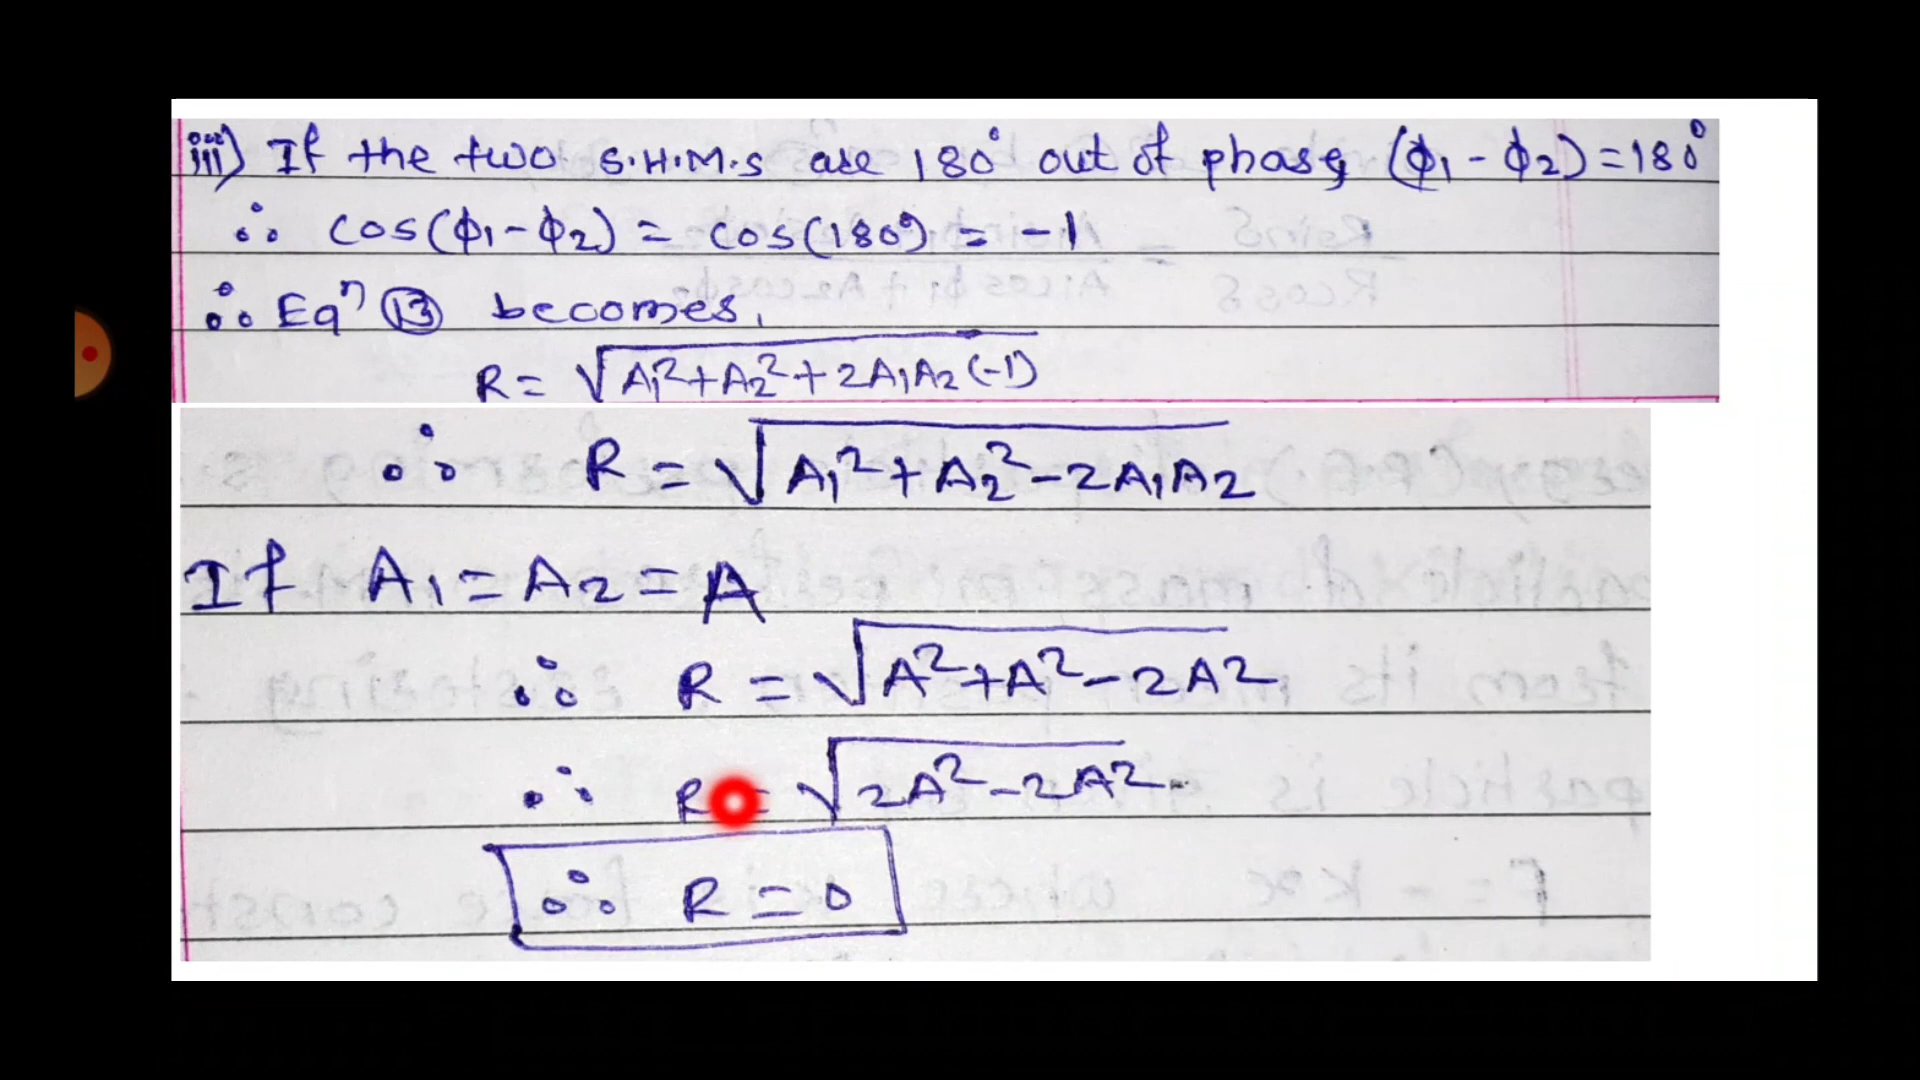 iii) If the two S.H.M.s are 180° out of phase, (ϕ1 - ϕ2) = 180°
∴ cos(ϕ1 - ϕ2) = cos(180°) = -1
∴ Eqⁿ ⑬ becomes,
R = √A₁²+A₂²+2A₁A₂(-1)
∴ R = √A₁²+A₂²-2A₁A₂
If A₁ = A₂ = A
∴ R = √A²+A²-2A²
∴ R = √2A²-2A²
∴ R = 0